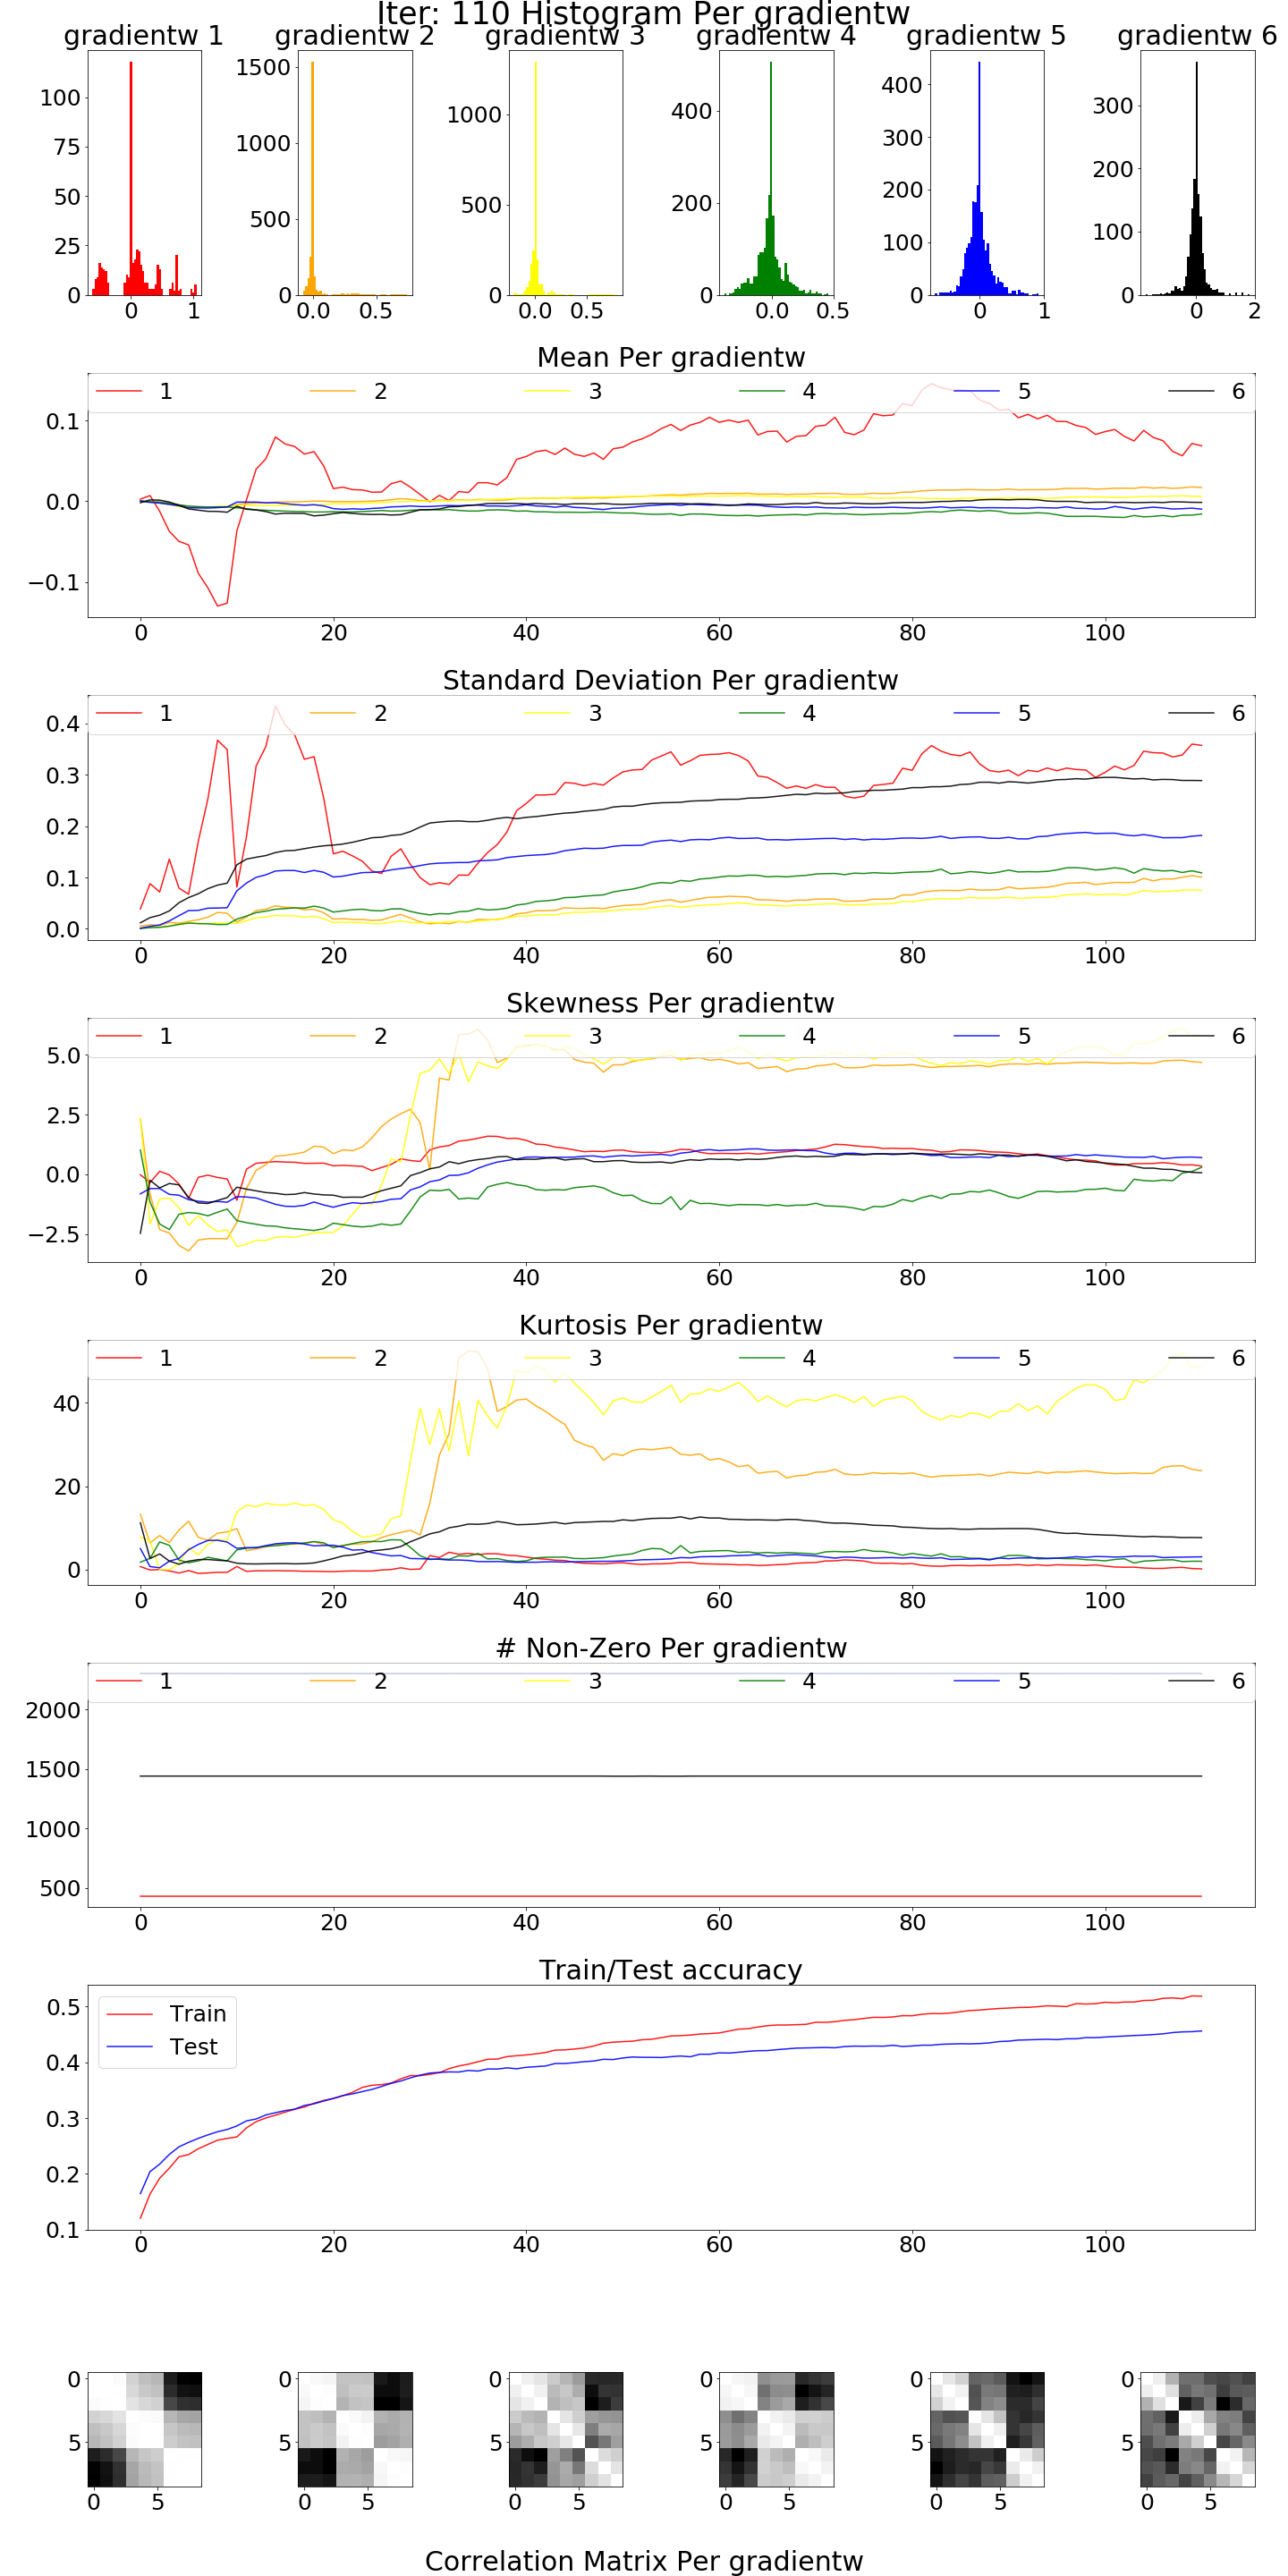 Iter: 110 Histogram Per gradientw
gradientw 1 gradientw 2 gradientw 3 gradientw 4 gradientw 5 gradientw 6
100
75
50
25
0
0 1
1500
1000
500
0
0.0 0.5
1000
500
0
0.0 0.5
400
200
0
0.0 0.5
400
300
200
100
0
0 1
300
200
100
0
0 2
Mean Per gradientw
1 2 3 4 5 6
0.1
0.0
−0.1
0 20 40 60 80 100
Standard Deviation Per gradientw
1 2 3 4 5 6
0.4
0.3
0.2
0.1
0.0
0 20 40 60 80 100
Skewness Per gradientw
1 2 3 4 5 6
5.0
2.5
0.0
−2.5
0 20 40 60 80 100
Kurtosis Per gradientw
1 2 3 4 5 6
40
20
0
0 20 40 60 80 100
# Non-Zero Per gradientw
1 2 3 4 5 6
2000
1500
1000
500
0 20 40 60 80 100
Train/Test accuracy
Train
Test
0.5
0.4
0.3
0.2
0.1
0 20 40 60 80 100
0 0 0 0 0 0
5 5 5 5 5 5
0 5 0 5 0 5 0 5 0 5 0 5
Correlation Matrix Per gradientw